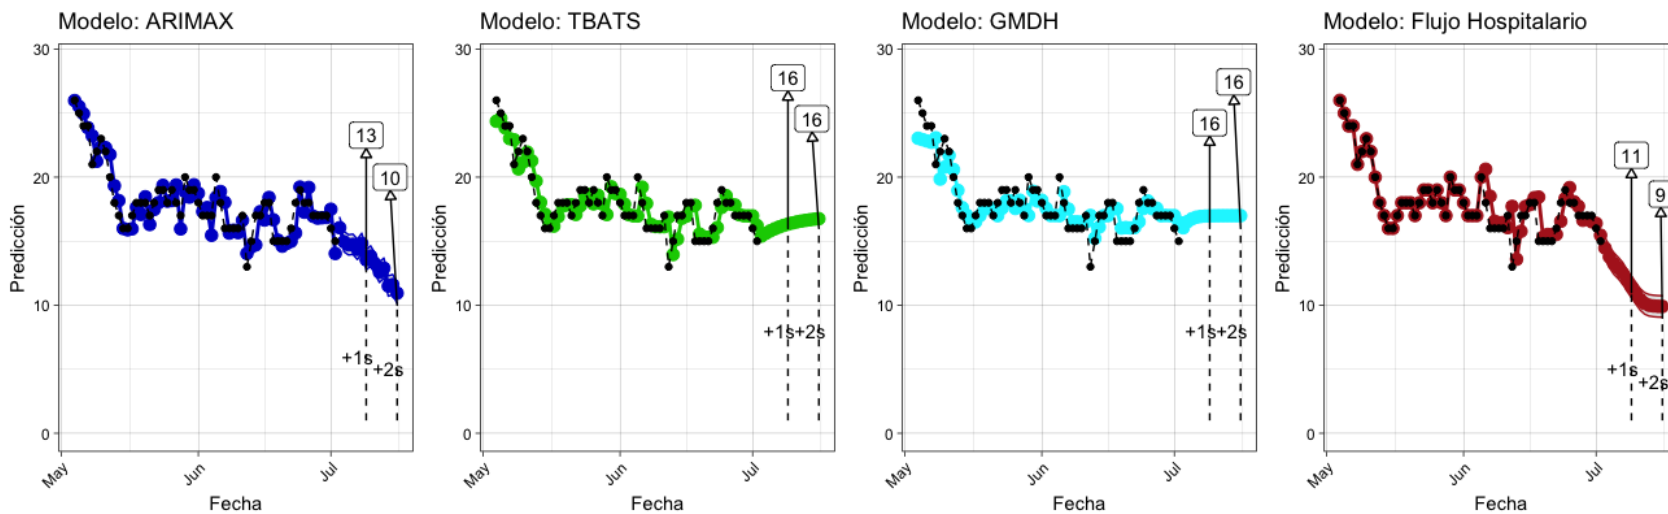 Modelo: ARIMAX
Predicción
30
20
10
0
13
10
+1s
+2s
May
Jun
Jul
Fecha
Modelo: TBATS
Predicción
30
20
10
0
16
16
+1s
+2s
May
Jun
Jul
Fecha
Modelo: GMDH
Predicción
30
20
10
0
16
16
+1s
+2s
May
Jun
Jul
Fecha
Modelo: Flujo Hospitalario
Predicción
30
20
10
0
11
9
+1s
+2s
May
Jun
Jul
Fecha